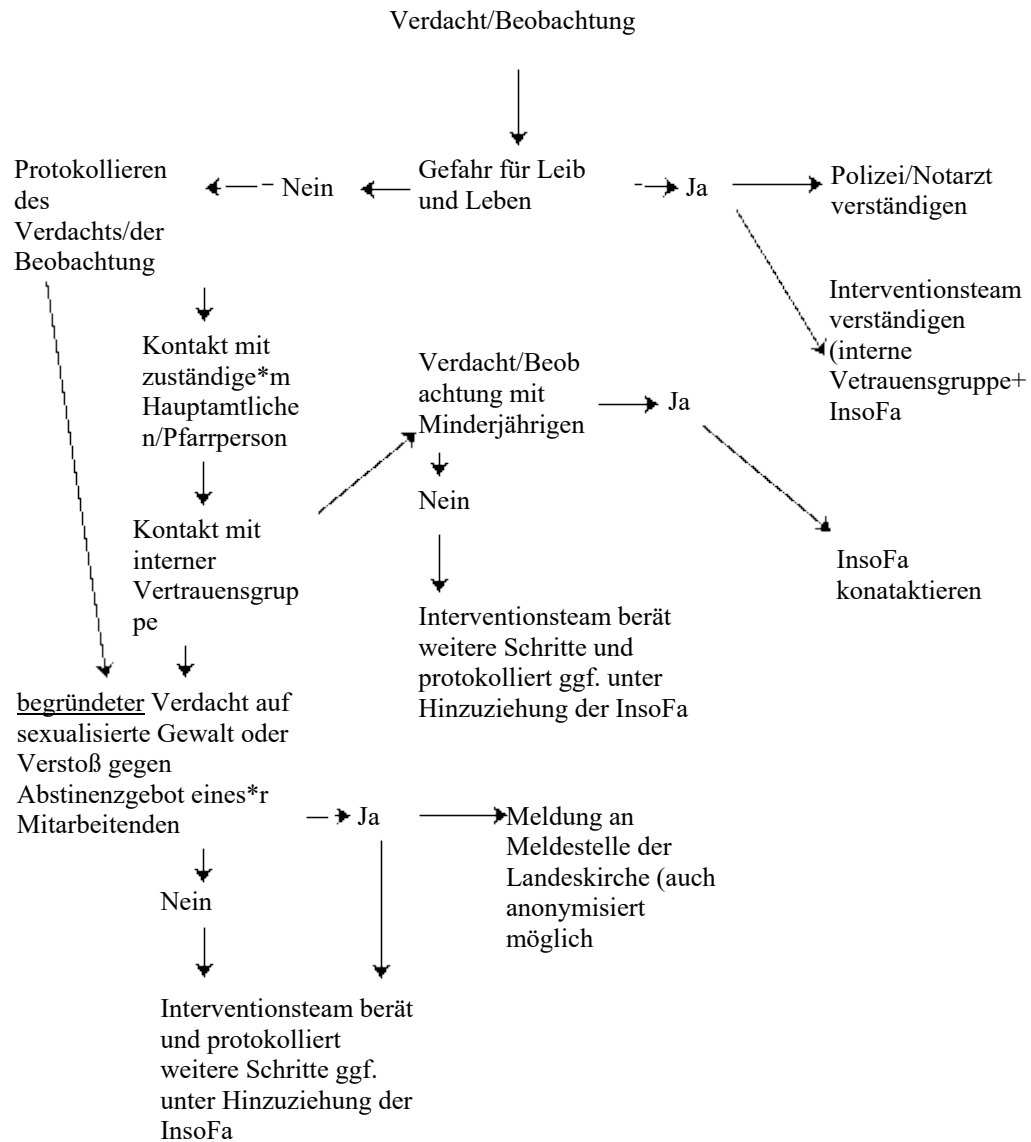 Verdacht/Beobachtung
Protokollieren
des
Verdachts/der
Beobachtung
Nein
Gefahr für Leib
und Leben
Ja
Polizei/Notarzt
verständigen
Interventionsteam
verständigen
(interne
Vetrauensgruppe+
InsoFa
Kontakt mit
zuständige*m
Hauptamtliche
n/Pfarrperson
Verdacht/Beob
achtung mit
Minderjährigen
Ja
Nein
Kontakt mit
interner
Vertrauensgrup
pe
InsoFa
konataktieren
Interventionsteam berät
weitere Schritte und
protokolliert ggf. unter
Hinzuziehung der InsoFa
begründeter Verdacht auf
sexualisierte Gewalt oder
Verstoß gegen
Abstinenzgebot eines*r
Mitarbeitenden
Ja
Meldung an
Meldestelle der
Landeskirche (auch
anonymisiert
möglich
Nein
Interventionsteam berät
und protokolliert
weitere Schritte ggf.
unter Hinzuziehung der
InsoFa